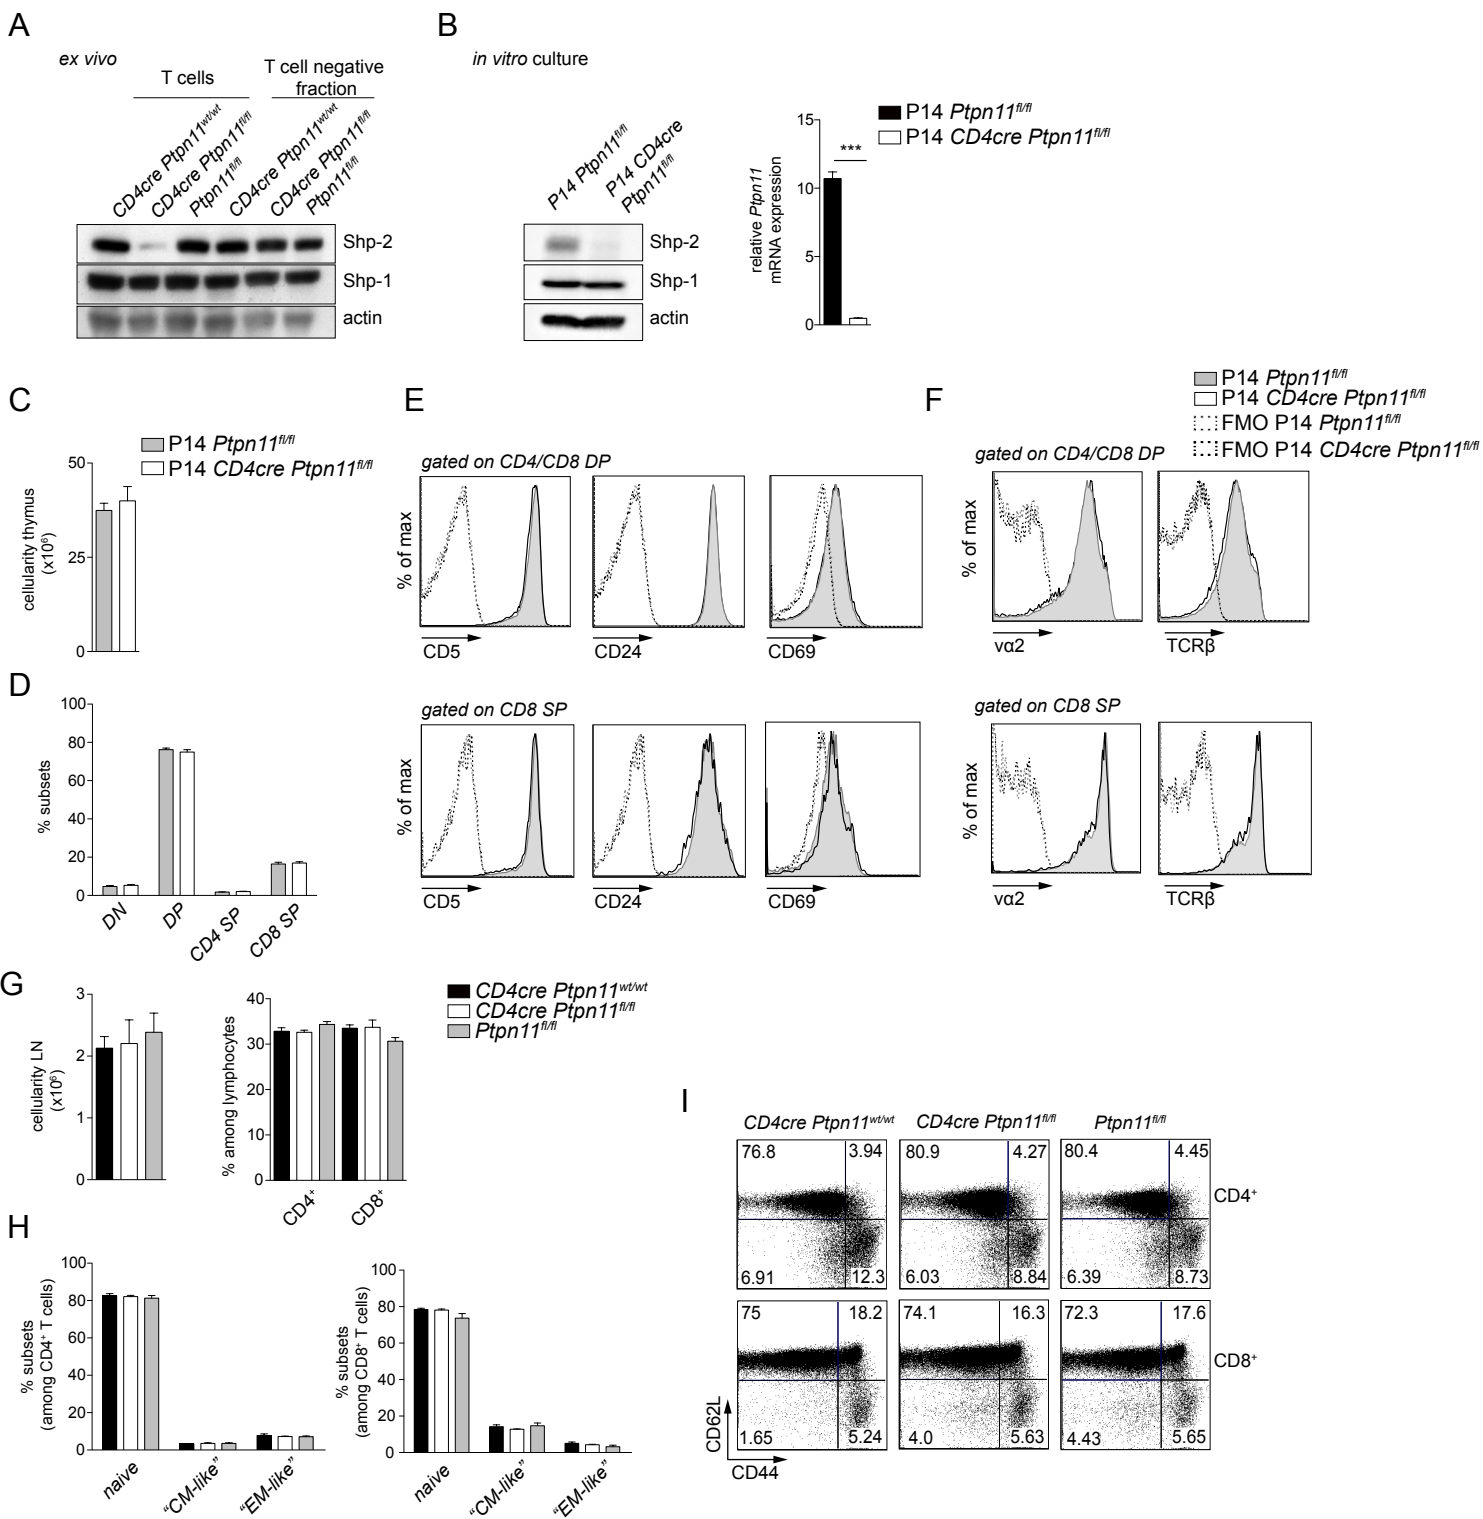 A
ex vivo
T cells
T cell negative
fraction
CD4cre Ptpn11wt/wt
CD4cre Ptpn11fl/fl
Ptpn11fl/fl
CD4cre Ptpn11wt/wt
CD4cre Ptpn11fl/fl
Ptpn11fl/fl
Shp-2
Shp-1
actin
B
in vitro culture
P14 Ptpn11fl/fl
P14 CD4cre
Ptpn11fl/fl
Shp-2
Shp-1
actin
relative Ptpn11
mRNA expression
15
10
5
0
***
P14 Ptpn11fl/fl
P14 CD4cre Ptpn11fl/fl
C
P14 Ptpn11fl/fl
P14 CD4cre Ptpn11fl/fl
cellularity thymus
(x10⁶)
50
25
0
D
% subsets
100
80
60
40
20
0
DN
DP
CD4 SP
CD8 SP
E
gated on CD4/CD8 DP
% of max
CD5
CD24
CD69
gated on CD8 SP
% of max
CD5
CD24
CD69
F
P14 Ptpn11fl/fl
P14 CD4cre Ptpn11fl/fl
FMO P14 Ptpn11fl/fl
FMO P14 CD4cre Ptpn11fl/fl
gated on CD4/CD8 DP
% of max
vα2
TCRβ
gated on CD8 SP
% of max
vα2
TCRβ
G
cellularity LN
(x10⁶)
3
2
1
0
% among lymphocytes
40
30
20
10
0
CD4⁺
CD8⁺
CD4cre Ptpn11wt/wt
CD4cre Ptpn11fl/fl
Ptpn11fl/fl
H
% subsets
(among CD4⁺ T cells)
100
80
60
40
20
0
naive
“CM-like”
“EM-like”
% subsets
(among CD8⁺ T cells)
100
80
60
40
20
0
naive
“CM-like”
“EM-like”
I
CD4cre Ptpn11wt/wt
CD4cre Ptpn11fl/fl
Ptpn11fl/fl
76.8 3.94
6.91 12.3
80.9 4.27
6.03 8.84
80.4 4.45
6.39 8.73
CD4⁺
75 18.2
1.65 5.24
74.1 16.3
4.0 5.63
72.3 17.6
4.43 5.65
CD8⁺
CD62L
CD44